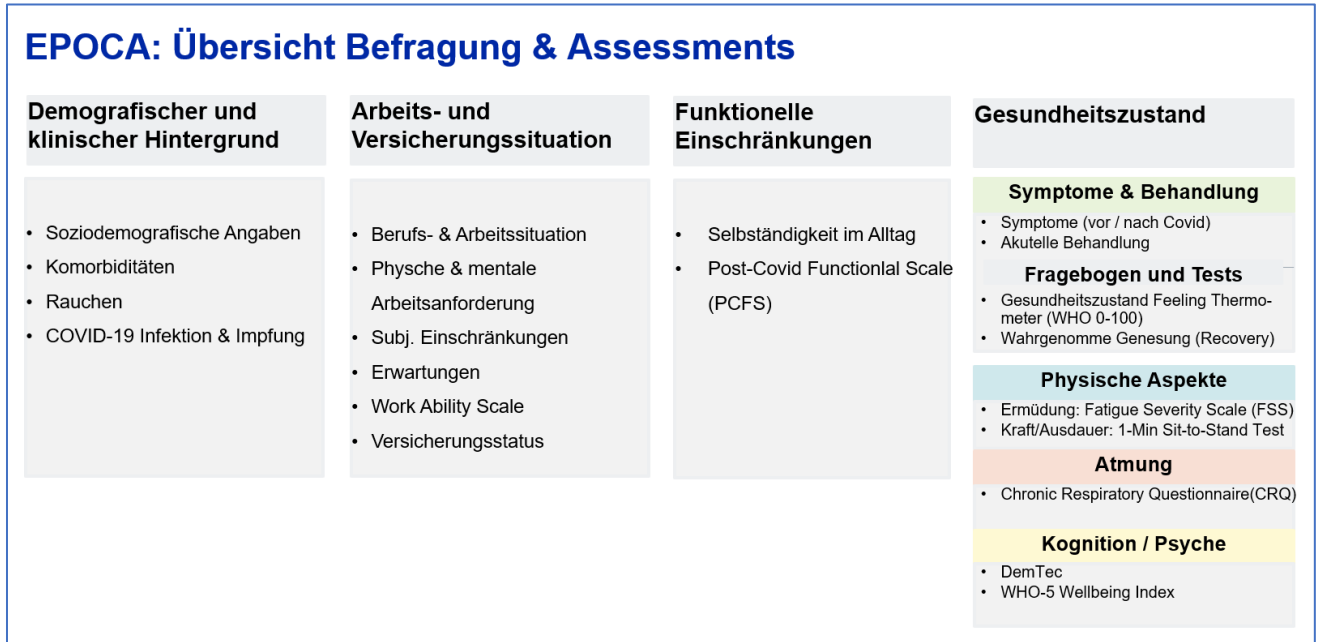 EPOCA: Übersicht Befragung & Assessments
Demografischer und
klinischer Hintergrund
• Soziodemografische Angaben
• Komorbiditäten
• Rauchen
• COVID-19 Infektion & Impfung
Arbeits- und
Versicherungssituation
• Berufs- & Arbeitssituation
• Physche & mentale
Arbeitsanforderung
• Subj. Einschränkungen
• Erwartungen
• Work Ability Scale
• Versicherungsstatus
Funktionelle
Einschränkungen
• Selbständigkeit im Alltag
• Post-Covid Functionlal Scale
(PCFS)
Gesundheitszustand
Symptome & Behandlung
• Symptome (vor / nach Covid)
• Akutelle Behandlung
Fragebogen und Tests
• Gesundheitszustand Feeling Thermo-
meter (WHO 0-100)
• Wahrgenomme Genesung (Recovery)
Physische Aspekte
• Ermüdung: Fatigue Severity Scale (FSS)
• Kraft/Ausdauer: 1-Min Sit-to-Stand Test
Atmung
• Chronic Respiratory Questionnaire(CRQ)
Kognition / Psyche
• DemTec
• WHO-5 Wellbeing Index